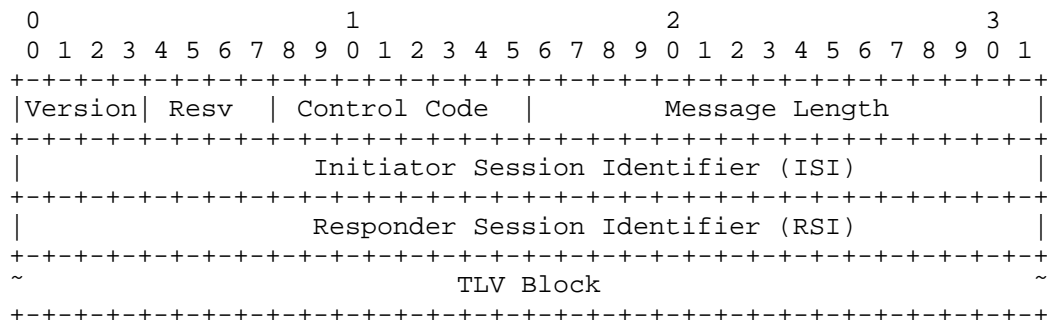 0                   1                   2                   3
 0 1 2 3 4 5 6 7 8 9 0 1 2 3 4 5 6 7 8 9 0 1 2 3 4 5 6 7 8 9 0 1
+-+-+-+-+-+-+-+-+-+-+-+-+-+-+-+-+-+-+-+-+-+-+-+-+-+-+-+-+-+-+-+-+
|Version| Resv  | Control Code  |        Message Length         |
+-+-+-+-+-+-+-+-+-+-+-+-+-+-+-+-+-+-+-+-+-+-+-+-+-+-+-+-+-+-+-+-+
|                  Initiator Session Identifier (ISI)           |
+-+-+-+-+-+-+-+-+-+-+-+-+-+-+-+-+-+-+-+-+-+-+-+-+-+-+-+-+-+-+-+-+
|                  Responder Session Identifier (RSI)           |
+-+-+-+-+-+-+-+-+-+-+-+-+-+-+-+-+-+-+-+-+-+-+-+-+-+-+-+-+-+-+-+-+
~                           TLV Block                           ~
+-+-+-+-+-+-+-+-+-+-+-+-+-+-+-+-+-+-+-+-+-+-+-+-+-+-+-+-+-+-+-+-+